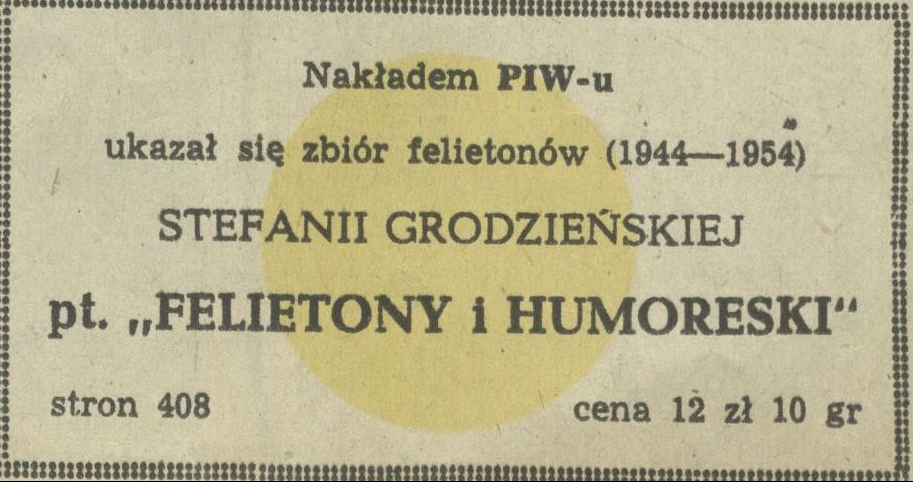 Nakładem PIW-u
ukazał się zbiór felietonów (1944—1954)
STEFANII GRODZIEŃSKIEJ
pt. „FELIETONY i HUMORESKI“
stron 408 cena 12 zł 10 gr